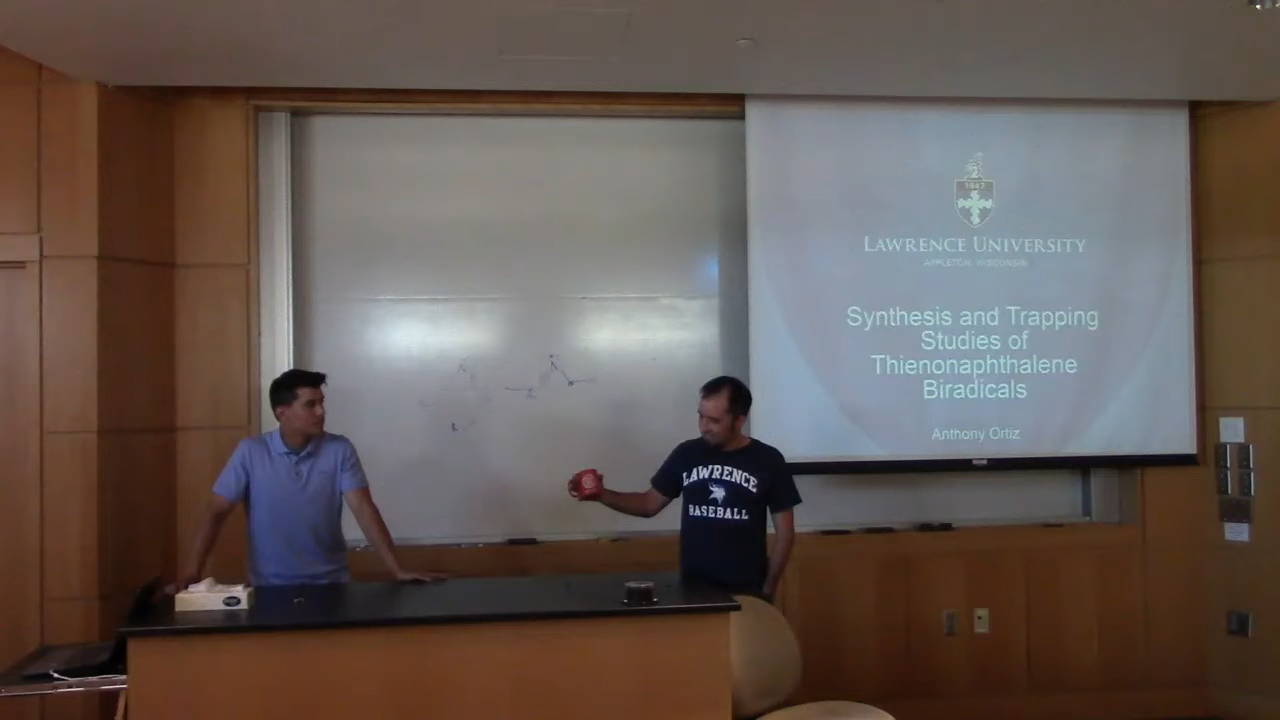 1847
LAWRENCE UNIVERSITY
APPLETON, WISCONSIN
Synthesis and Trapping
Studies of
Thienonaphthalene
Biradicals
Anthony Ortiz
LAWRENCE
BASEBALL